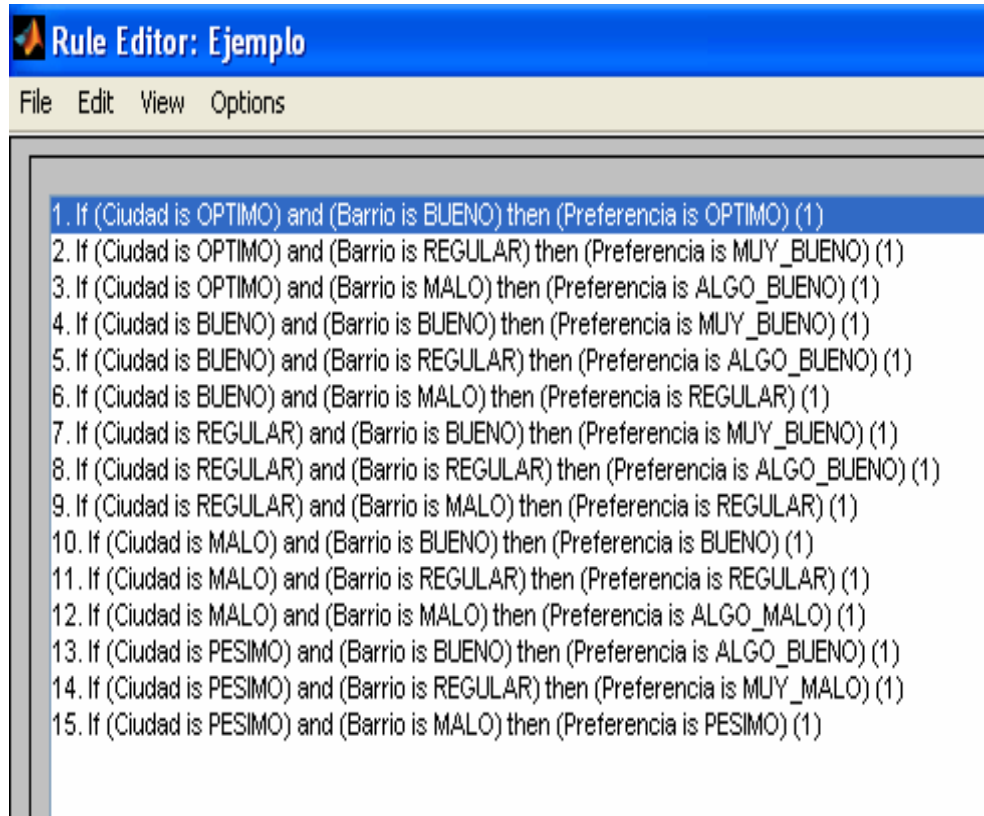 Rule Editor: Ejemplo
File Edit View Options
1. If (Ciudad is OPTIMO) and (Barrio is BUENO) then (Preferencia is OPTIMO) (1)
2. If (Ciudad is OPTIMO) and (Barrio is REGULAR) then (Preferencia is MUY_BUENO) (1)
3. If (Ciudad is OPTIMO) and (Barrio is MALO) then (Preferencia is ALGO_BUENO) (1)
4. If (Ciudad is BUENO) and (Barrio is BUENO) then (Preferencia is MUY_BUENO) (1)
5. If (Ciudad is BUENO) and (Barrio is REGULAR) then (Preferencia is ALGO_BUENO) (1)
6. If (Ciudad is BUENO) and (Barrio is MALO) then (Preferencia is REGULAR) (1)
7. If (Ciudad is REGULAR) and (Barrio is BUENO) then (Preferencia is MUY_BUENO) (1)
8. If (Ciudad is REGULAR) and (Barrio is REGULAR) then (Preferencia is ALGO_BUENO) (1)
9. If (Ciudad is REGULAR) and (Barrio is MALO) then (Preferencia is REGULAR) (1)
10. If (Ciudad is MALO) and (Barrio is BUENO) then (Preferencia is BUENO) (1)
11. If (Ciudad is MALO) and (Barrio is REGULAR) then (Preferencia is REGULAR) (1)
12. If (Ciudad is MALO) and (Barrio is MALO) then (Preferencia is ALGO_MALO) (1)
13. If (Ciudad is PESIMO) and (Barrio is BUENO) then (Preferencia is ALGO_BUENO) (1)
14. If (Ciudad is PESIMO) and (Barrio is REGULAR) then (Preferencia is MUY_MALO) (1)
15. If (Ciudad is PESIMO) and (Barrio is MALO) then (Preferencia is PESIMO) (1)